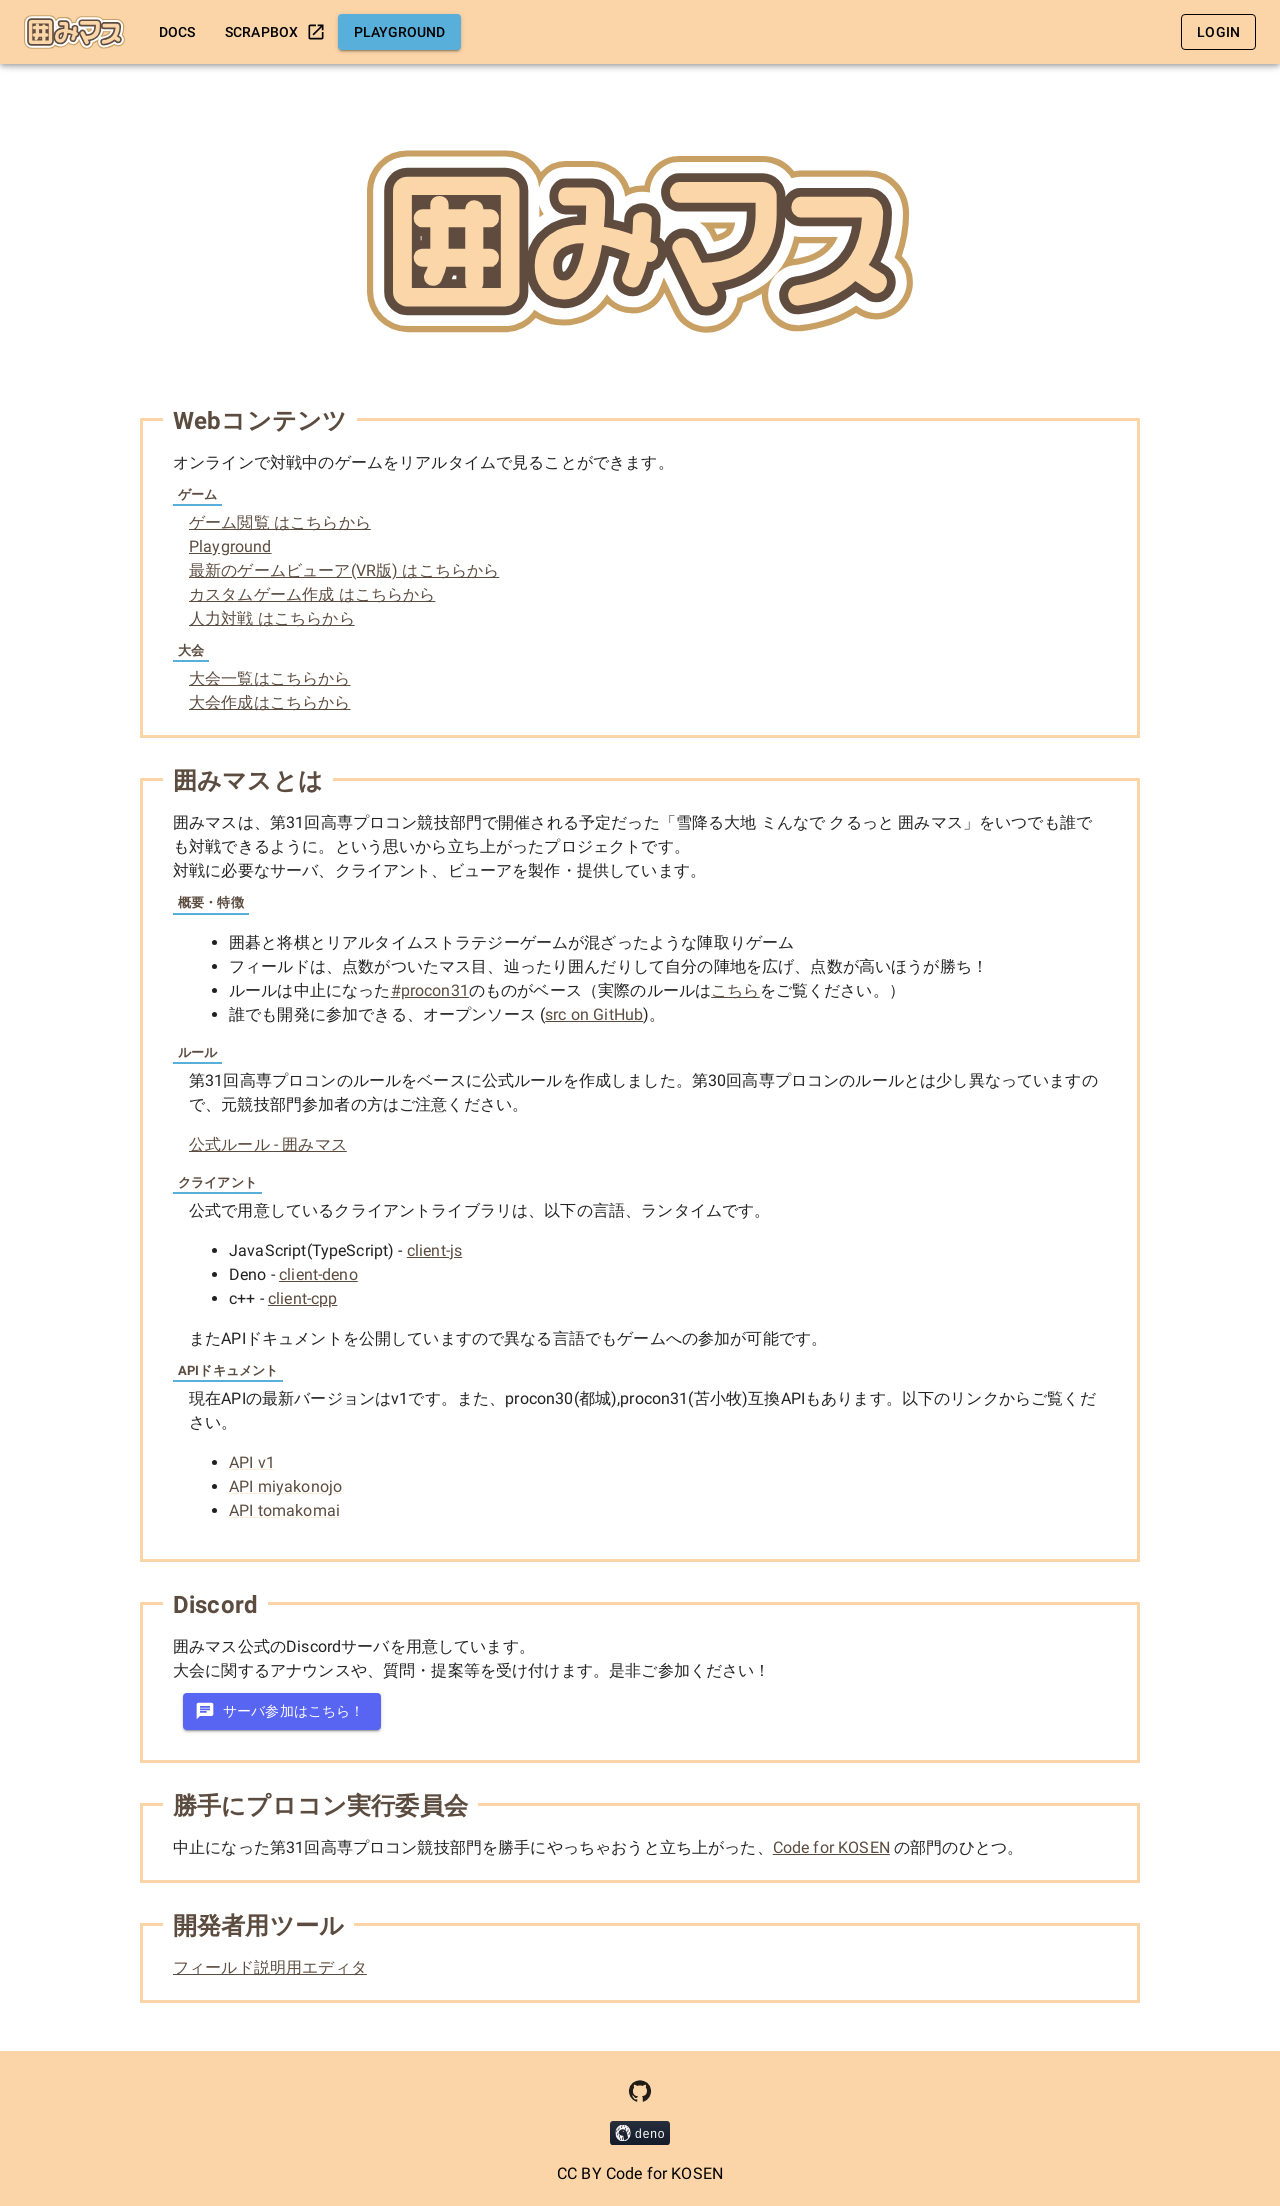 囲みマス DOCS SCRAPBOX PLAYGROUND LOGIN
囲みマス
Webコンテンツ
オンラインで対戦中のゲームをリアルタイムで見ることができます。
ゲーム
ゲーム閲覧 はこちらから
Playground
最新のゲームビューア(VR版) はこちらから
カスタムゲーム作成 はこちらから
人力対戦 はこちらから
大会
大会一覧はこちらから
大会作成はこちらから
囲みマスとは
囲みマスは、第31回高専プロコン競技部門で開催される予定だった「雪降る大地 ミんなで クるっと 囲みマス」をいつでも誰で
も対戦できるように。という思いから立ち上がったプロジェクトです。
対戦に必要なサーバ、クライアント、ビューアを製作・提供しています。
概要・特徴
• 囲碁と将棋とリアルタイムストラテジーゲームが混ざったような陣取りゲーム
• フィールドは、点数がついたマス目、辿ったり囲んだりして自分の陣地を広げ、点数が高いほうが勝ち！
• ルールは中止になった#procon31のものがベース（実際のルールはこちらをご覧ください。）
• 誰でも開発に参加できる、オープンソース (src on GitHub)。
ルール
第31回高専プロコンのルールをベースに公式ルールを作成しました。第30回高専プロコンのルールとは少し異なっていますの
で、元競技部門参加者の方はご注意ください。
公式ルール - 囲みマス
クライアント
公式で用意しているクライアントライブラリは、以下の言語、ランタイムです。
• JavaScript(TypeScript) - client-js
• Deno - client-deno
• c++ - client-cpp
またAPIドキュメントを公開していますので異なる言語でもゲームへの参加が可能です。
APIドキュメント
現在APIの最新バージョンはv1です。また、procon30(都城),procon31(苫小牧)互換APIもあります。以下のリンクからご覧くだ
さい。
• API v1
• API miyakonojo
• API tomakomai
Discord
囲みマス公式のDiscordサーバを用意しています。
大会に関するアナウンスや、質問・提案等を受け付けます。是非ご参加ください！
サーバ参加はこちら！
勝手にプロコン実行委員会
中止になった第31回高専プロコン競技部門を勝手にやっちゃおうと立ち上がった、Code for KOSEN の部門のひとつ。
開発者用ツール
フィールド説明用エディタ
deno
CC BY Code for KOSEN